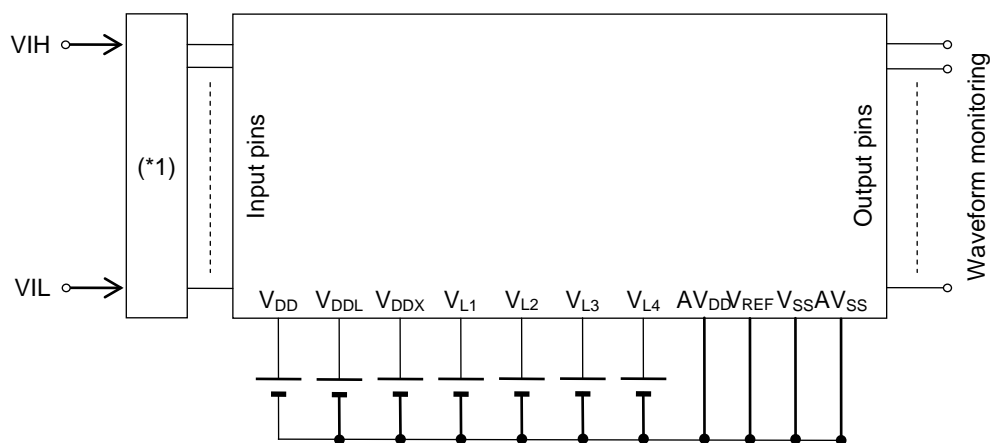 VIH
(*1)
Input pins
Output pins
Waveform monitoring
VIL
VDD VDDL VDDX VL1 VL2 VL3 VL4 AVDD VREF VSS AVSS